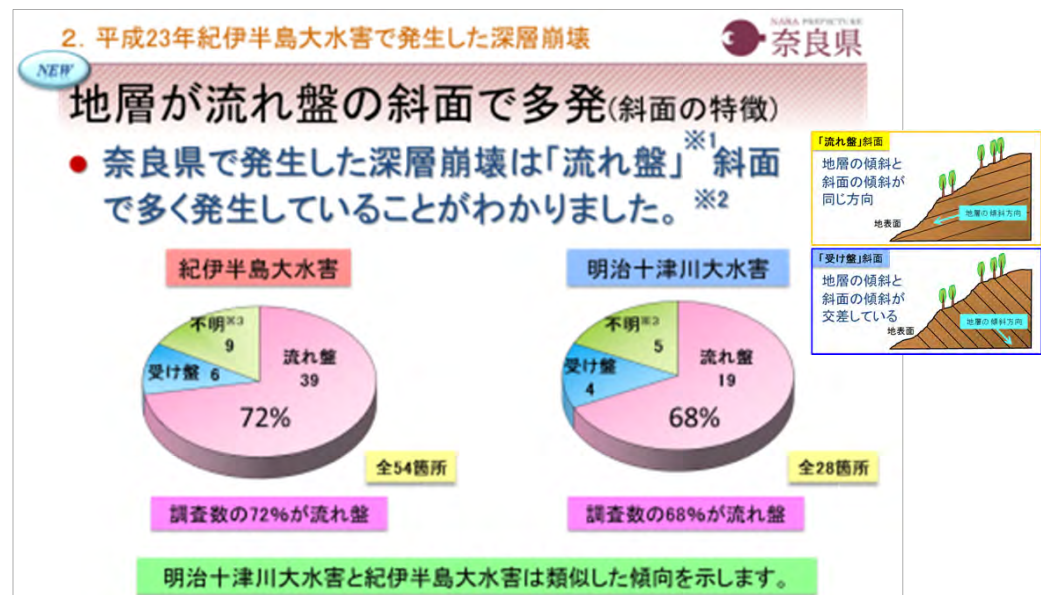 2．平成23年紀伊半島大水害で発生した深層崩壊
NARA PREFECTURE
奈良県
NEW
地層が流れ盤の斜面で多発(斜面の特徴)
● 奈良県で発生した深層崩壊は「流れ盤」※1斜面
で多く発生していることがわかりました。※2
「流れ盤」斜面
地層の傾斜と
斜面の傾斜が
同じ方向
地表面
地層の傾斜方向
「受け盤」斜面
地層の傾斜と
斜面の傾斜が
交差している
地表面
地層の傾斜方向
紀伊半島大水害
不明※3
9
流れ盤
39
受け盤 6
72%
全54箇所
調査数の72%が流れ盤
明治十津川大水害
不明※3
5
流れ盤
19
受け盤
4
68%
全28箇所
調査数の68%が流れ盤
明治十津川大水害と紀伊半島大水害は類似した傾向を示します。